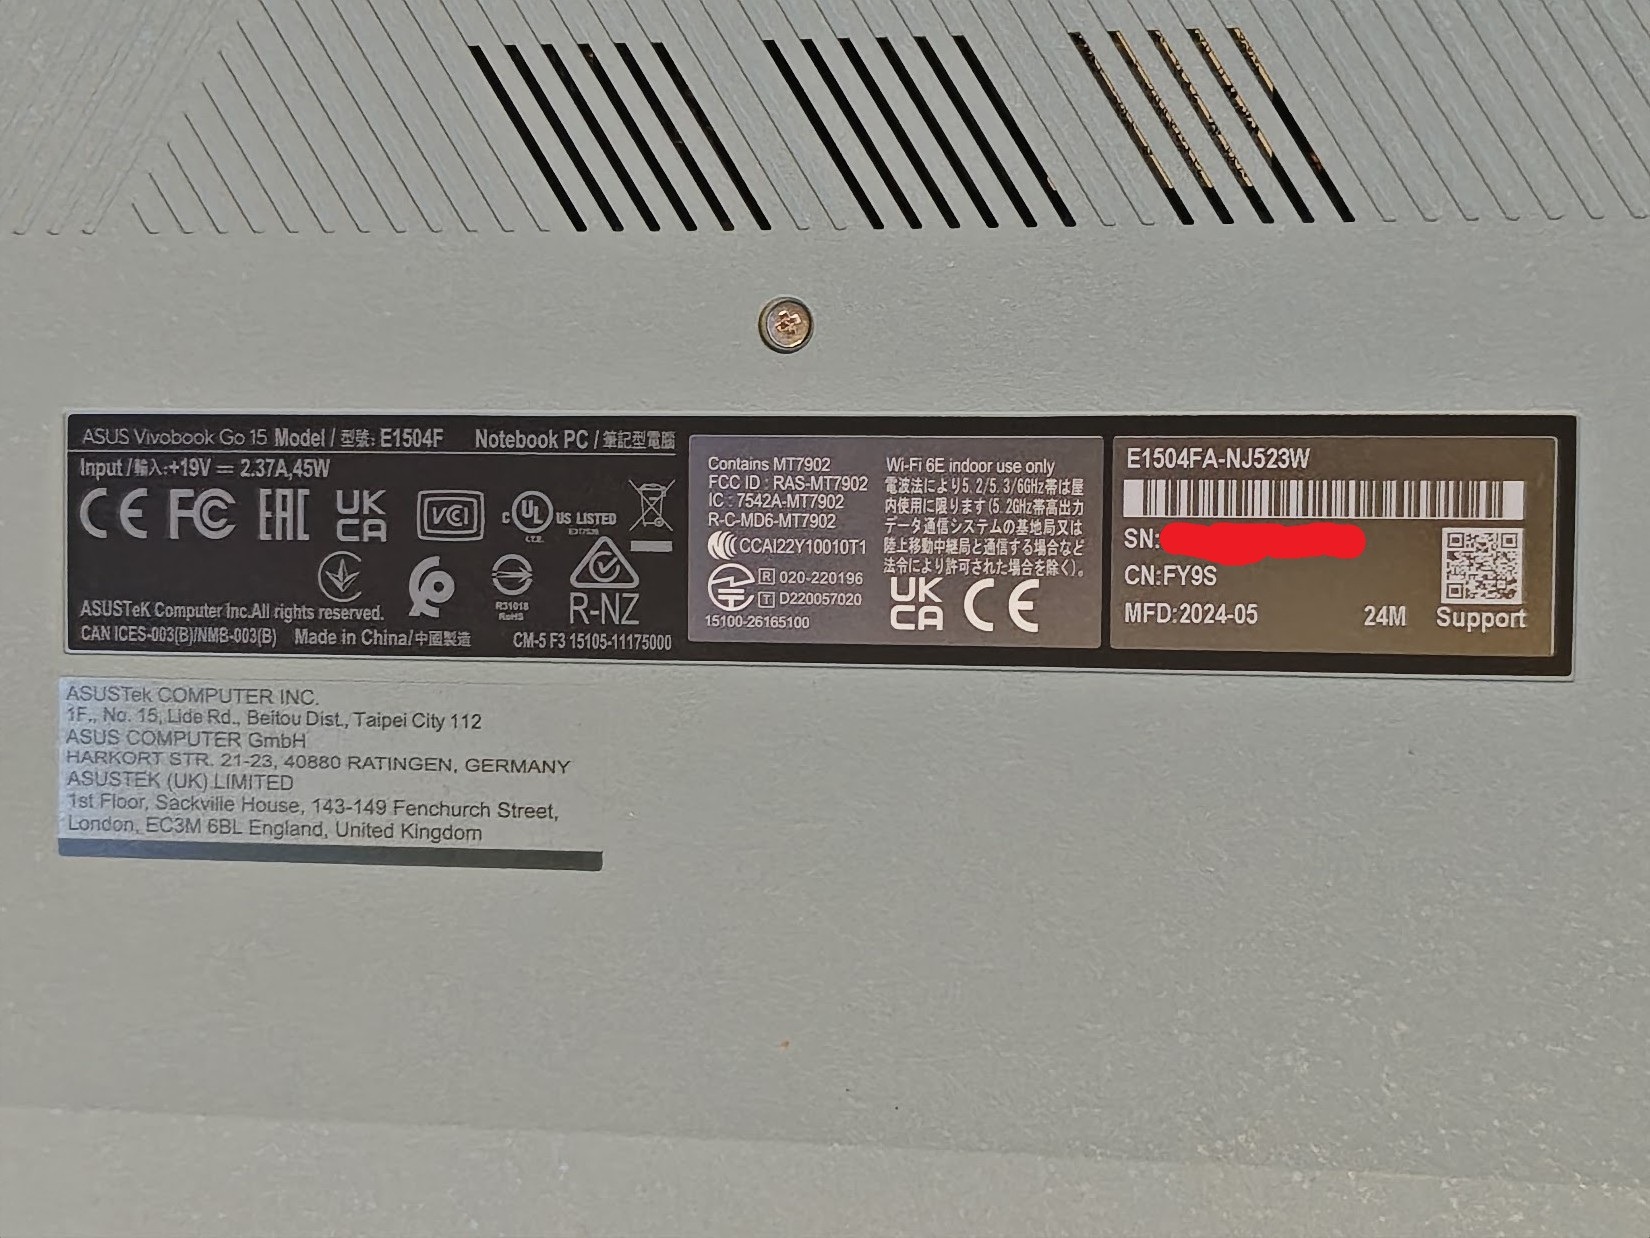 ASUS Vivobook Go 15 Model / 型號: E1504F Notebook PC / 筆記型電腦
Input / 輸入: +19V ⎓ 2.37A, 45W
CE FC EAC UK CA VCI c UL US LISTED
E317528
I.T.E.
R31018
RoHS
R-NZ
ASUSTeK Computer Inc. All rights reserved.
CAN ICES-003(B)/NMB-003(B) Made in China/中國製造 CM-5 F3 15105-11175000
Contains MT7902
FCC ID : RAS-MT7902
IC : 7542A-MT7902
R-C-MD6-MT7902
CCAI22Y10010T1
R 020-220196
T D220057020
15100-26165100
Wi-Fi 6E indoor use only
電波法により5.2/5.3/6GHz帯は屋
内使用に限ります(5.2GHz帯高出力
データ通信システムの基地局又は
陸上移動中継局と通信する場合など
法令により許可された場合を除く)。
UK CA CE
E1504FA-NJ523W
SN:
CN:FY9S
MFD:2024-05 24M Support
ASUSTek COMPUTER INC.
1F., No. 15, Lide Rd., Beitou Dist., Taipei City 112
ASUS COMPUTER GmbH
HARKORT STR. 21-23, 40880 RATINGEN, GERMANY
ASUSTEK (UK) LIMITED
1st Floor, Sackville House, 143-149 Fenchurch Street,
London, EC3M 6BL England, United Kingdom